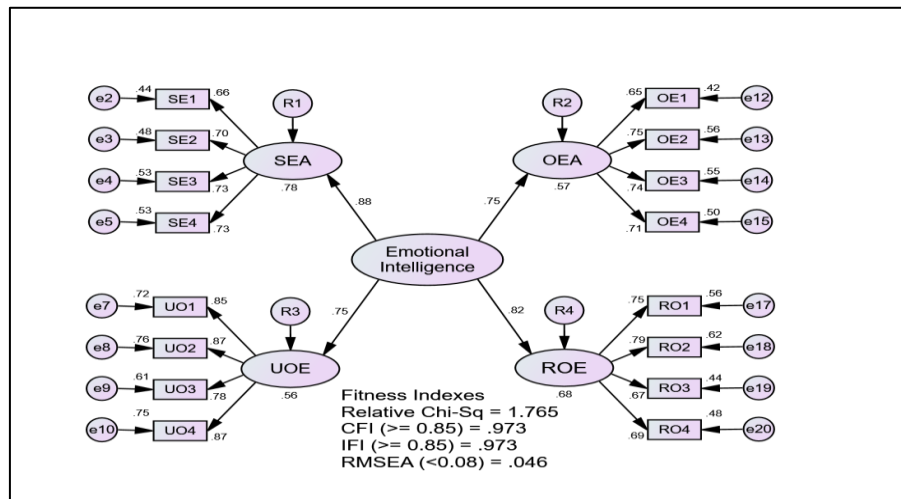 .44
.66
e2
SE1
R1
.48
.70
e3
SE2
SEA
.53
e4
SE3
.73
.78
.53
e5
SE4
.73
.88
R2
.65
OE1
.42
e12
.75
OE2
.56
e13
OEA
OE3
.55
e14
.57
.74
OE4
.50
e15
.71
.75
Emotional
Intelligence
.72
.85
e7
UO1
R3
.75
.76
.87
e8
UO2
UOE
.61
e9
UO3
.78
.56
.75
e10
UO4
.87
.82
R4
.75
RO1
.56
e17
.79
RO2
.62
e18
ROE
RO3
.44
e19
.68
.67
RO4
.48
e20
.69
Fitness Indexes
Relative Chi-Sq = 1.765
CFI (>= 0.85) = .973
IFI (>= 0.85) = .973
RMSEA (<0.08) = .046